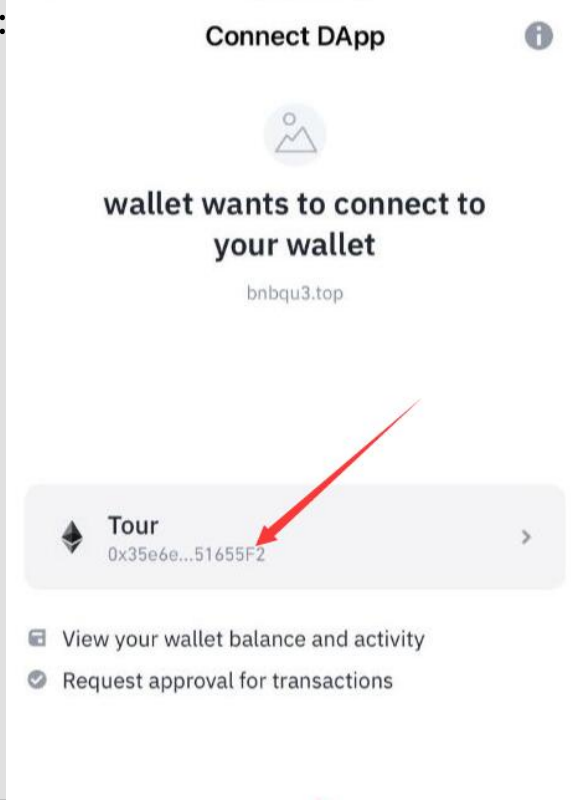 :
Connect DApp
wallet wants to connect to
your wallet
bnbqu3.top
Tour
0x35e6e...51655F2
View your wallet balance and activity
Request approval for transactions